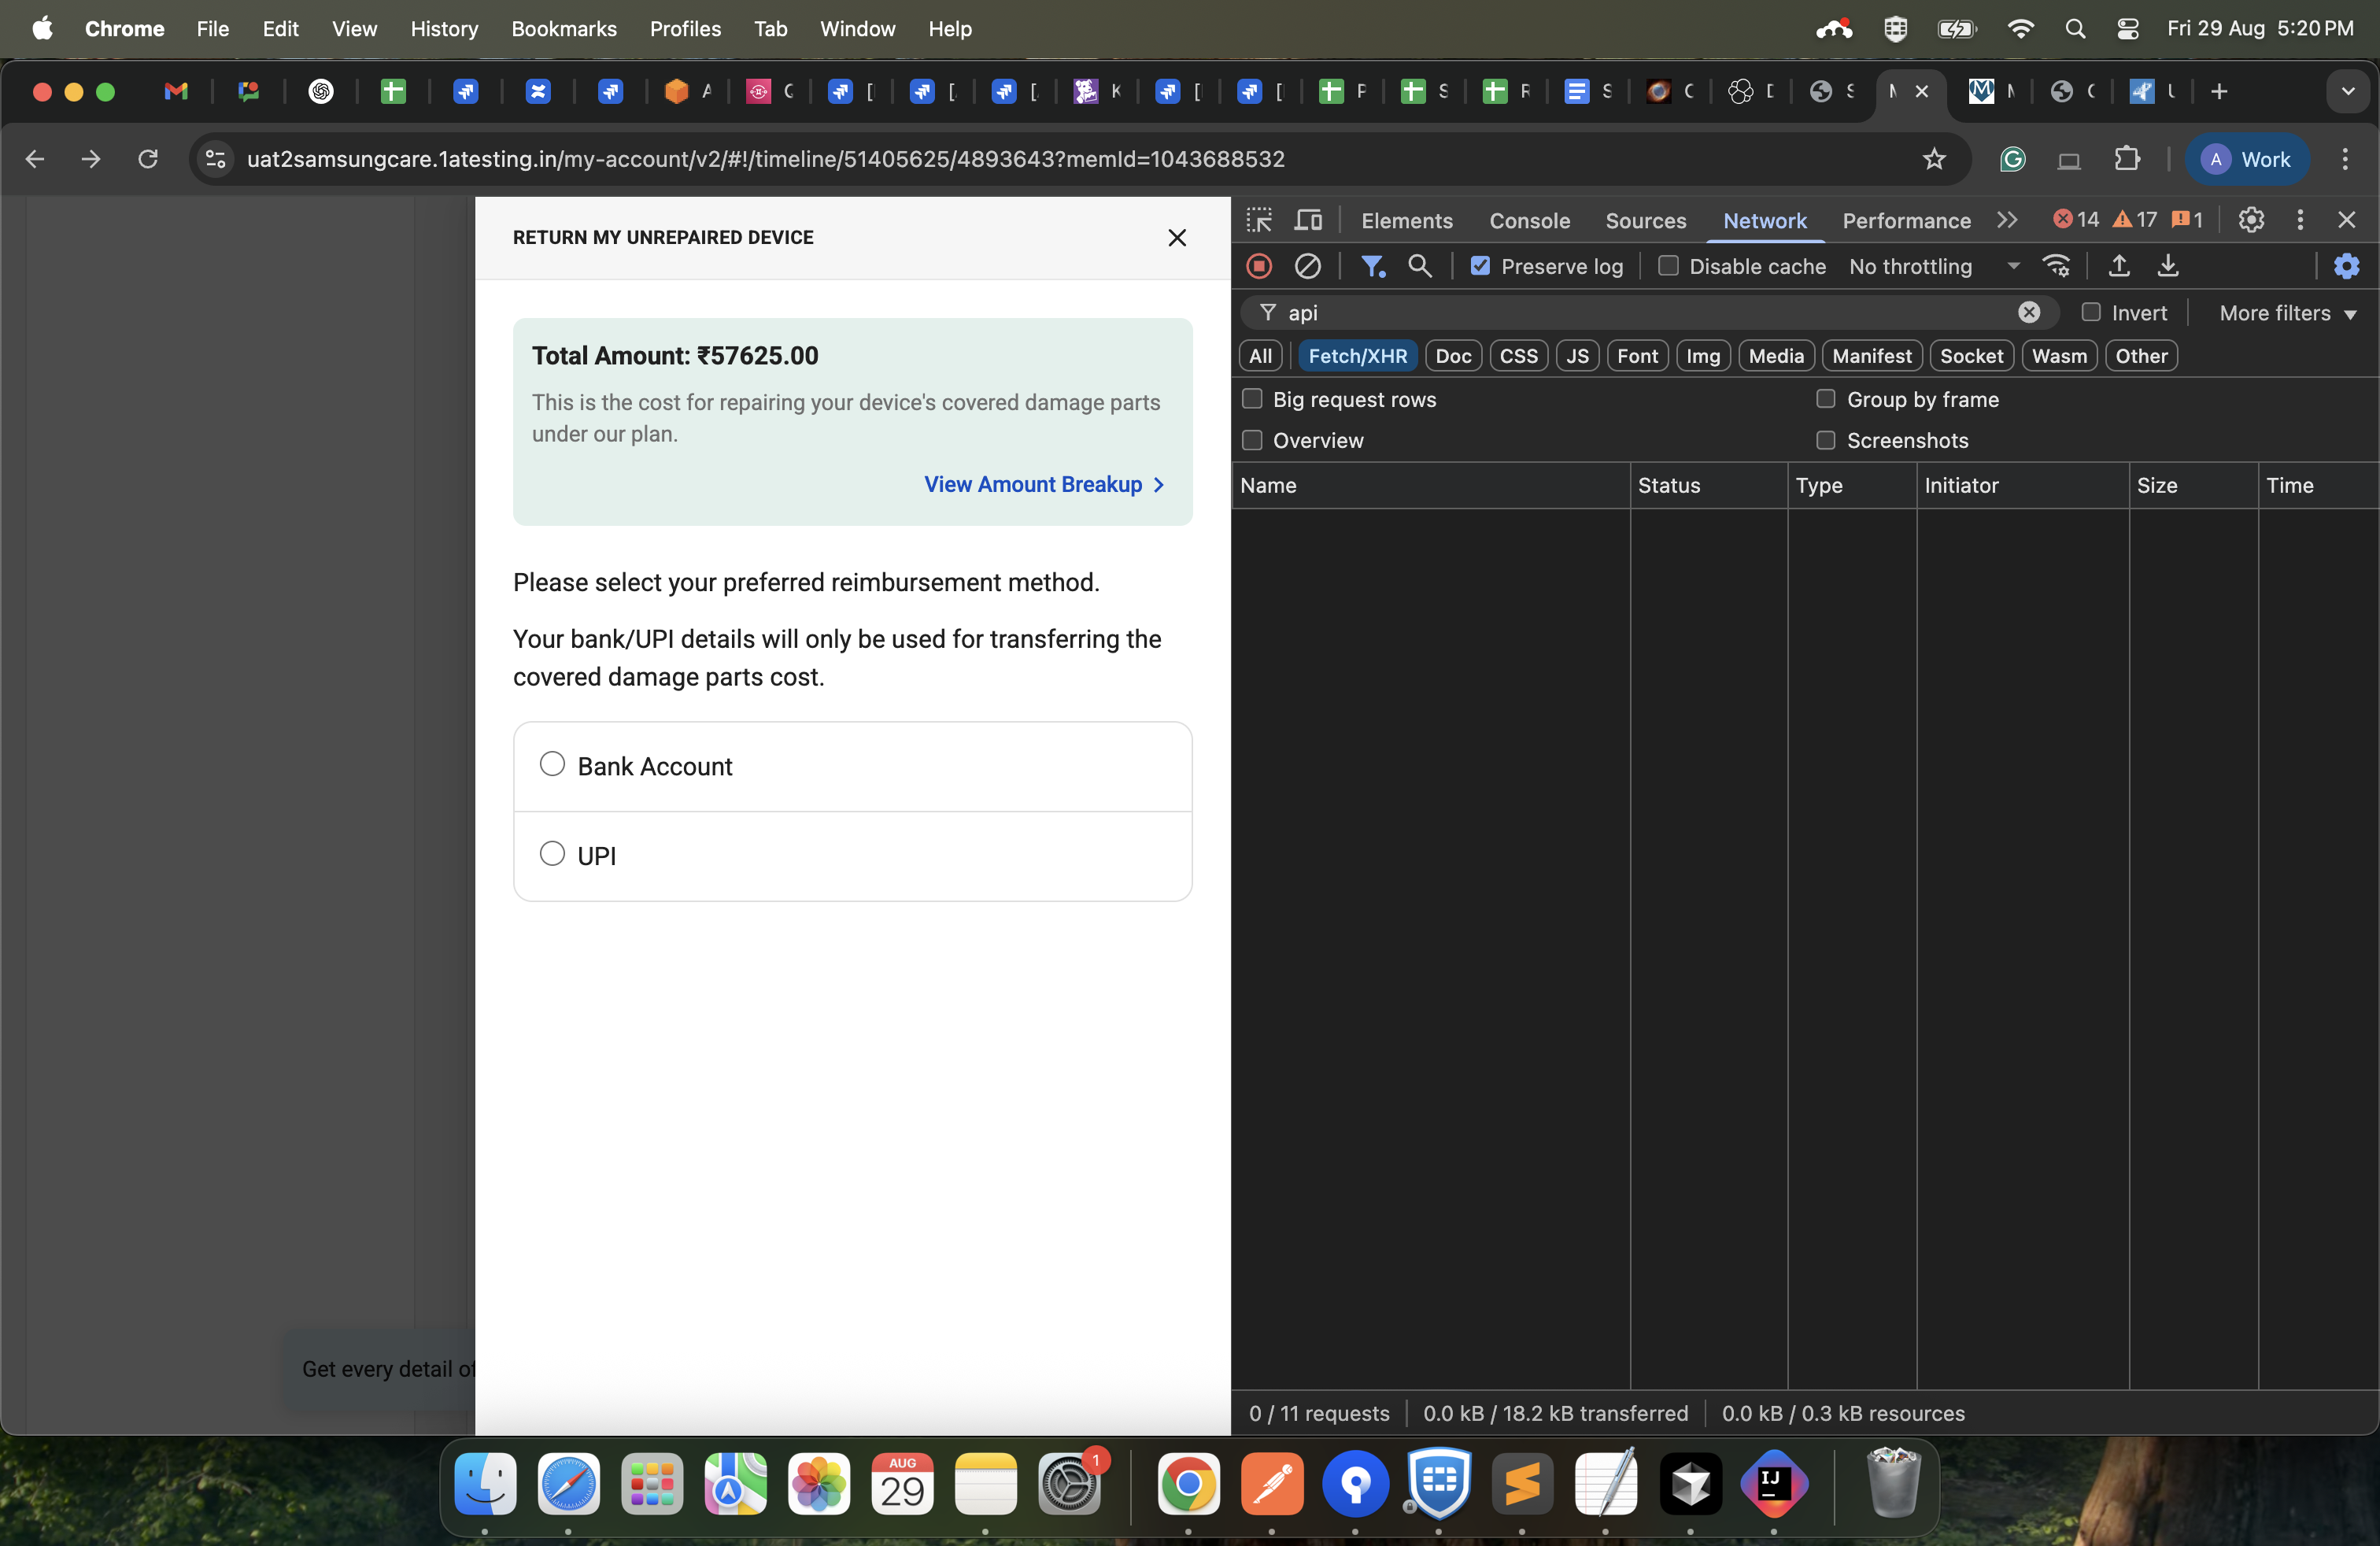 Chrome File Edit View History Bookmarks Profiles Tab Window Help Fri 29 Aug 5:20 PM
uat2samsungcare.1atesting.in/my-account/v2/#!/timeline/51405625/4893643?memId=1043688532 A Work
RETURN MY UNREPAIRED DEVICE
Total Amount: ₹57625.00
This is the cost for repairing your device's covered damage parts
under our plan.
View Amount Breakup
Please select your preferred reimbursement method.
Your bank/UPI details will only be used for transferring the
covered damage parts cost.
Bank Account
UPI
Get every detail of
Elements Console Sources Network Performance 14 17 1
Preserve log Disable cache No throttling
api Invert More filters
All Fetch/XHR Doc CSS JS Font Img Media Manifest Socket Wasm Other
Big request rows Group by frame
Overview Screenshots
Name Status Type Initiator Size Time
0 / 11 requests 0.0 kB / 18.2 kB transferred 0.0 kB / 0.3 kB resources
AUG
29
1
IJ